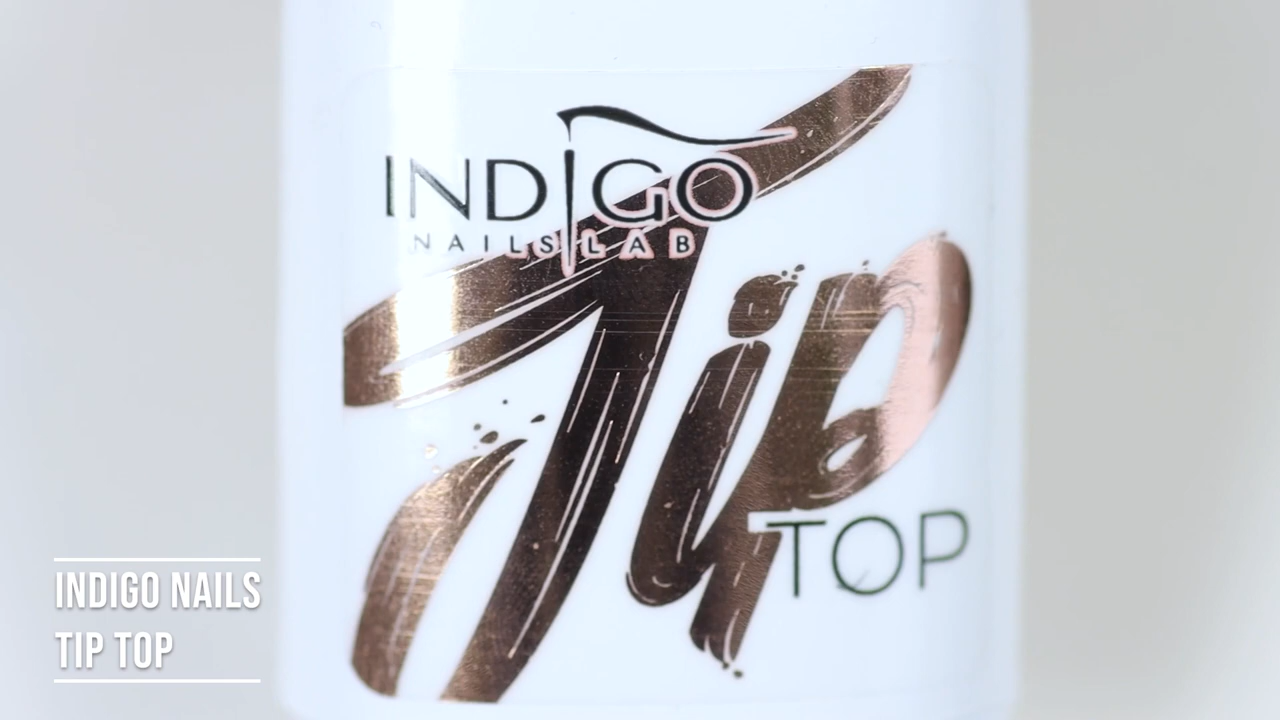 INDIGO
NAILS LAB
Tip
TOP
INDIGO NAILS
TIP TOP